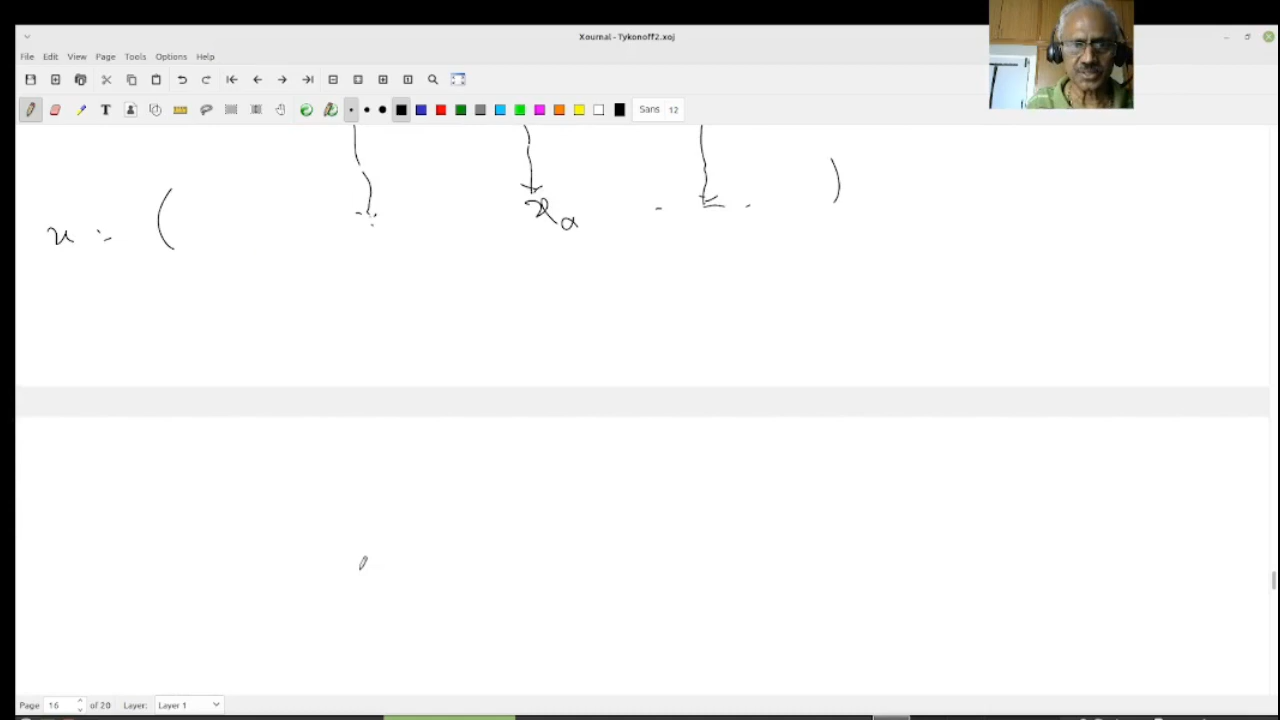 Xournal - Tykonoff2.xoj
File Edit View Page Tools Options Help
Sans 12
x = ( x_α - - . )
Page 16 of 20 Layer: Layer 1